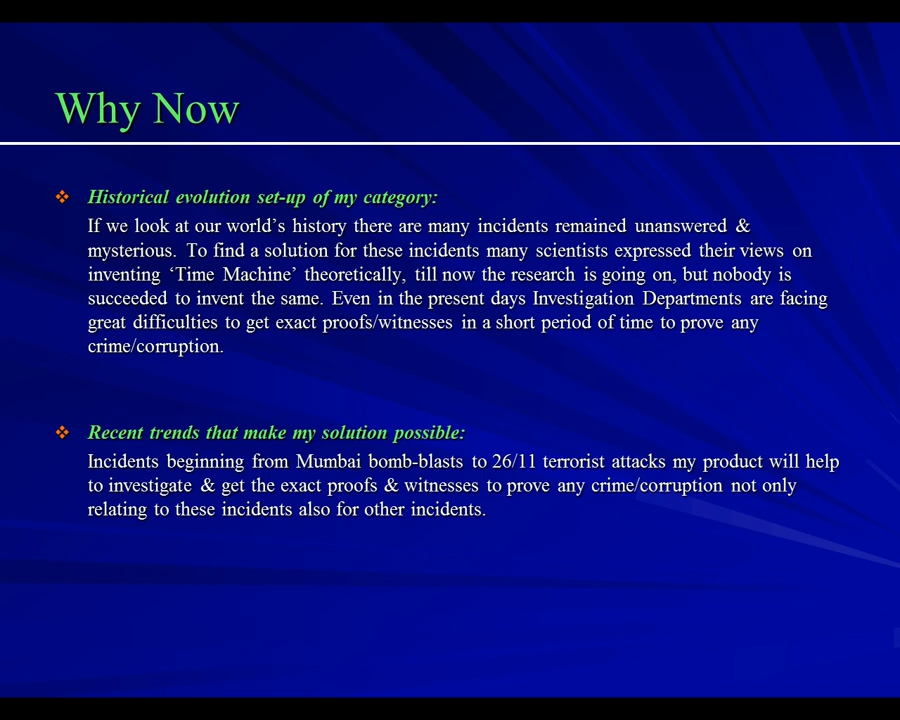 Why Now
Historical evolution set-up of my category:
If we look at our world’s history there are many incidents remained unanswered &
mysterious. To find a solution for these incidents many scientists expressed their views on
inventing ‘Time Machine’ theoretically, till now the research is going on, but nobody is
succeeded to invent the same. Even in the present days Investigation Departments are facing
great difficulties to get exact proofs/witnesses in a short period of time to prove any
crime/corruption.
Recent trends that make my solution possible:
Incidents beginning from Mumbai bomb-blasts to 26/11 terrorist attacks my product will help
to investigate & get the exact proofs & witnesses to prove any crime/corruption not only
relating to these incidents also for other incidents.